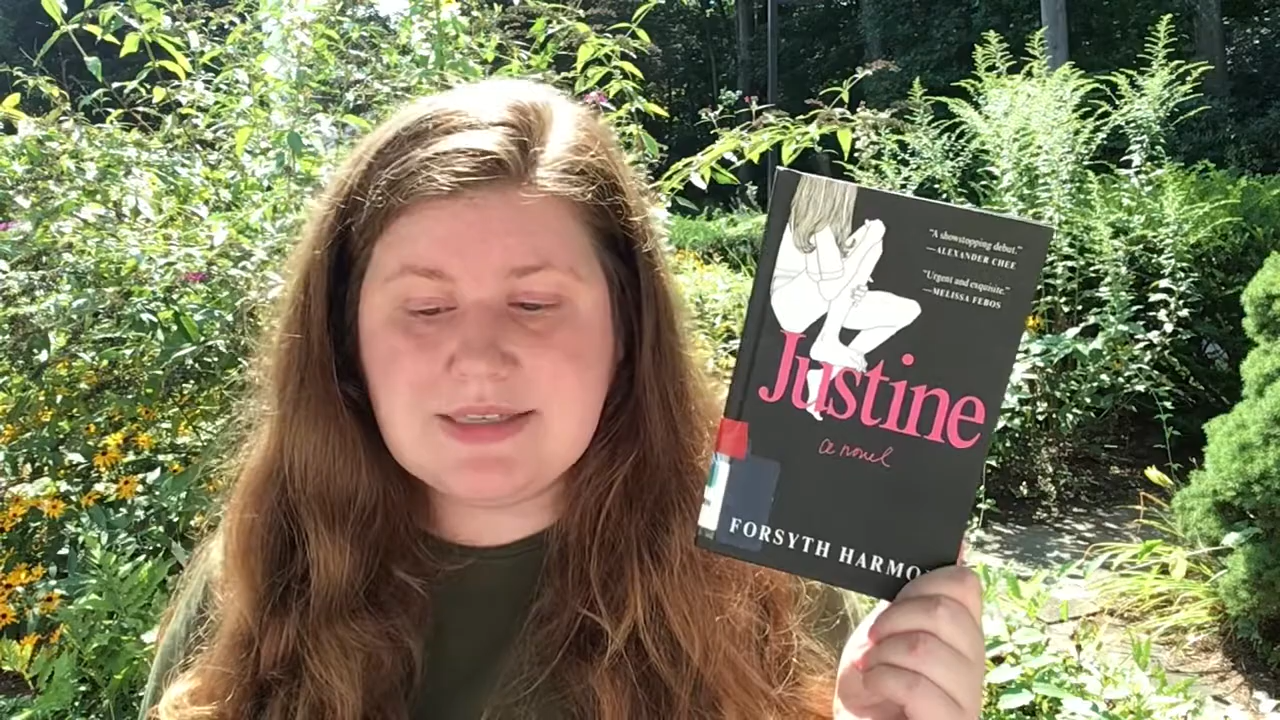 "A showstopping debut."
—ALEXANDER CHEE
"Urgent and exquisite."
—MELISSA FEBOS
Justine
a novel
FORSYTH HARMO